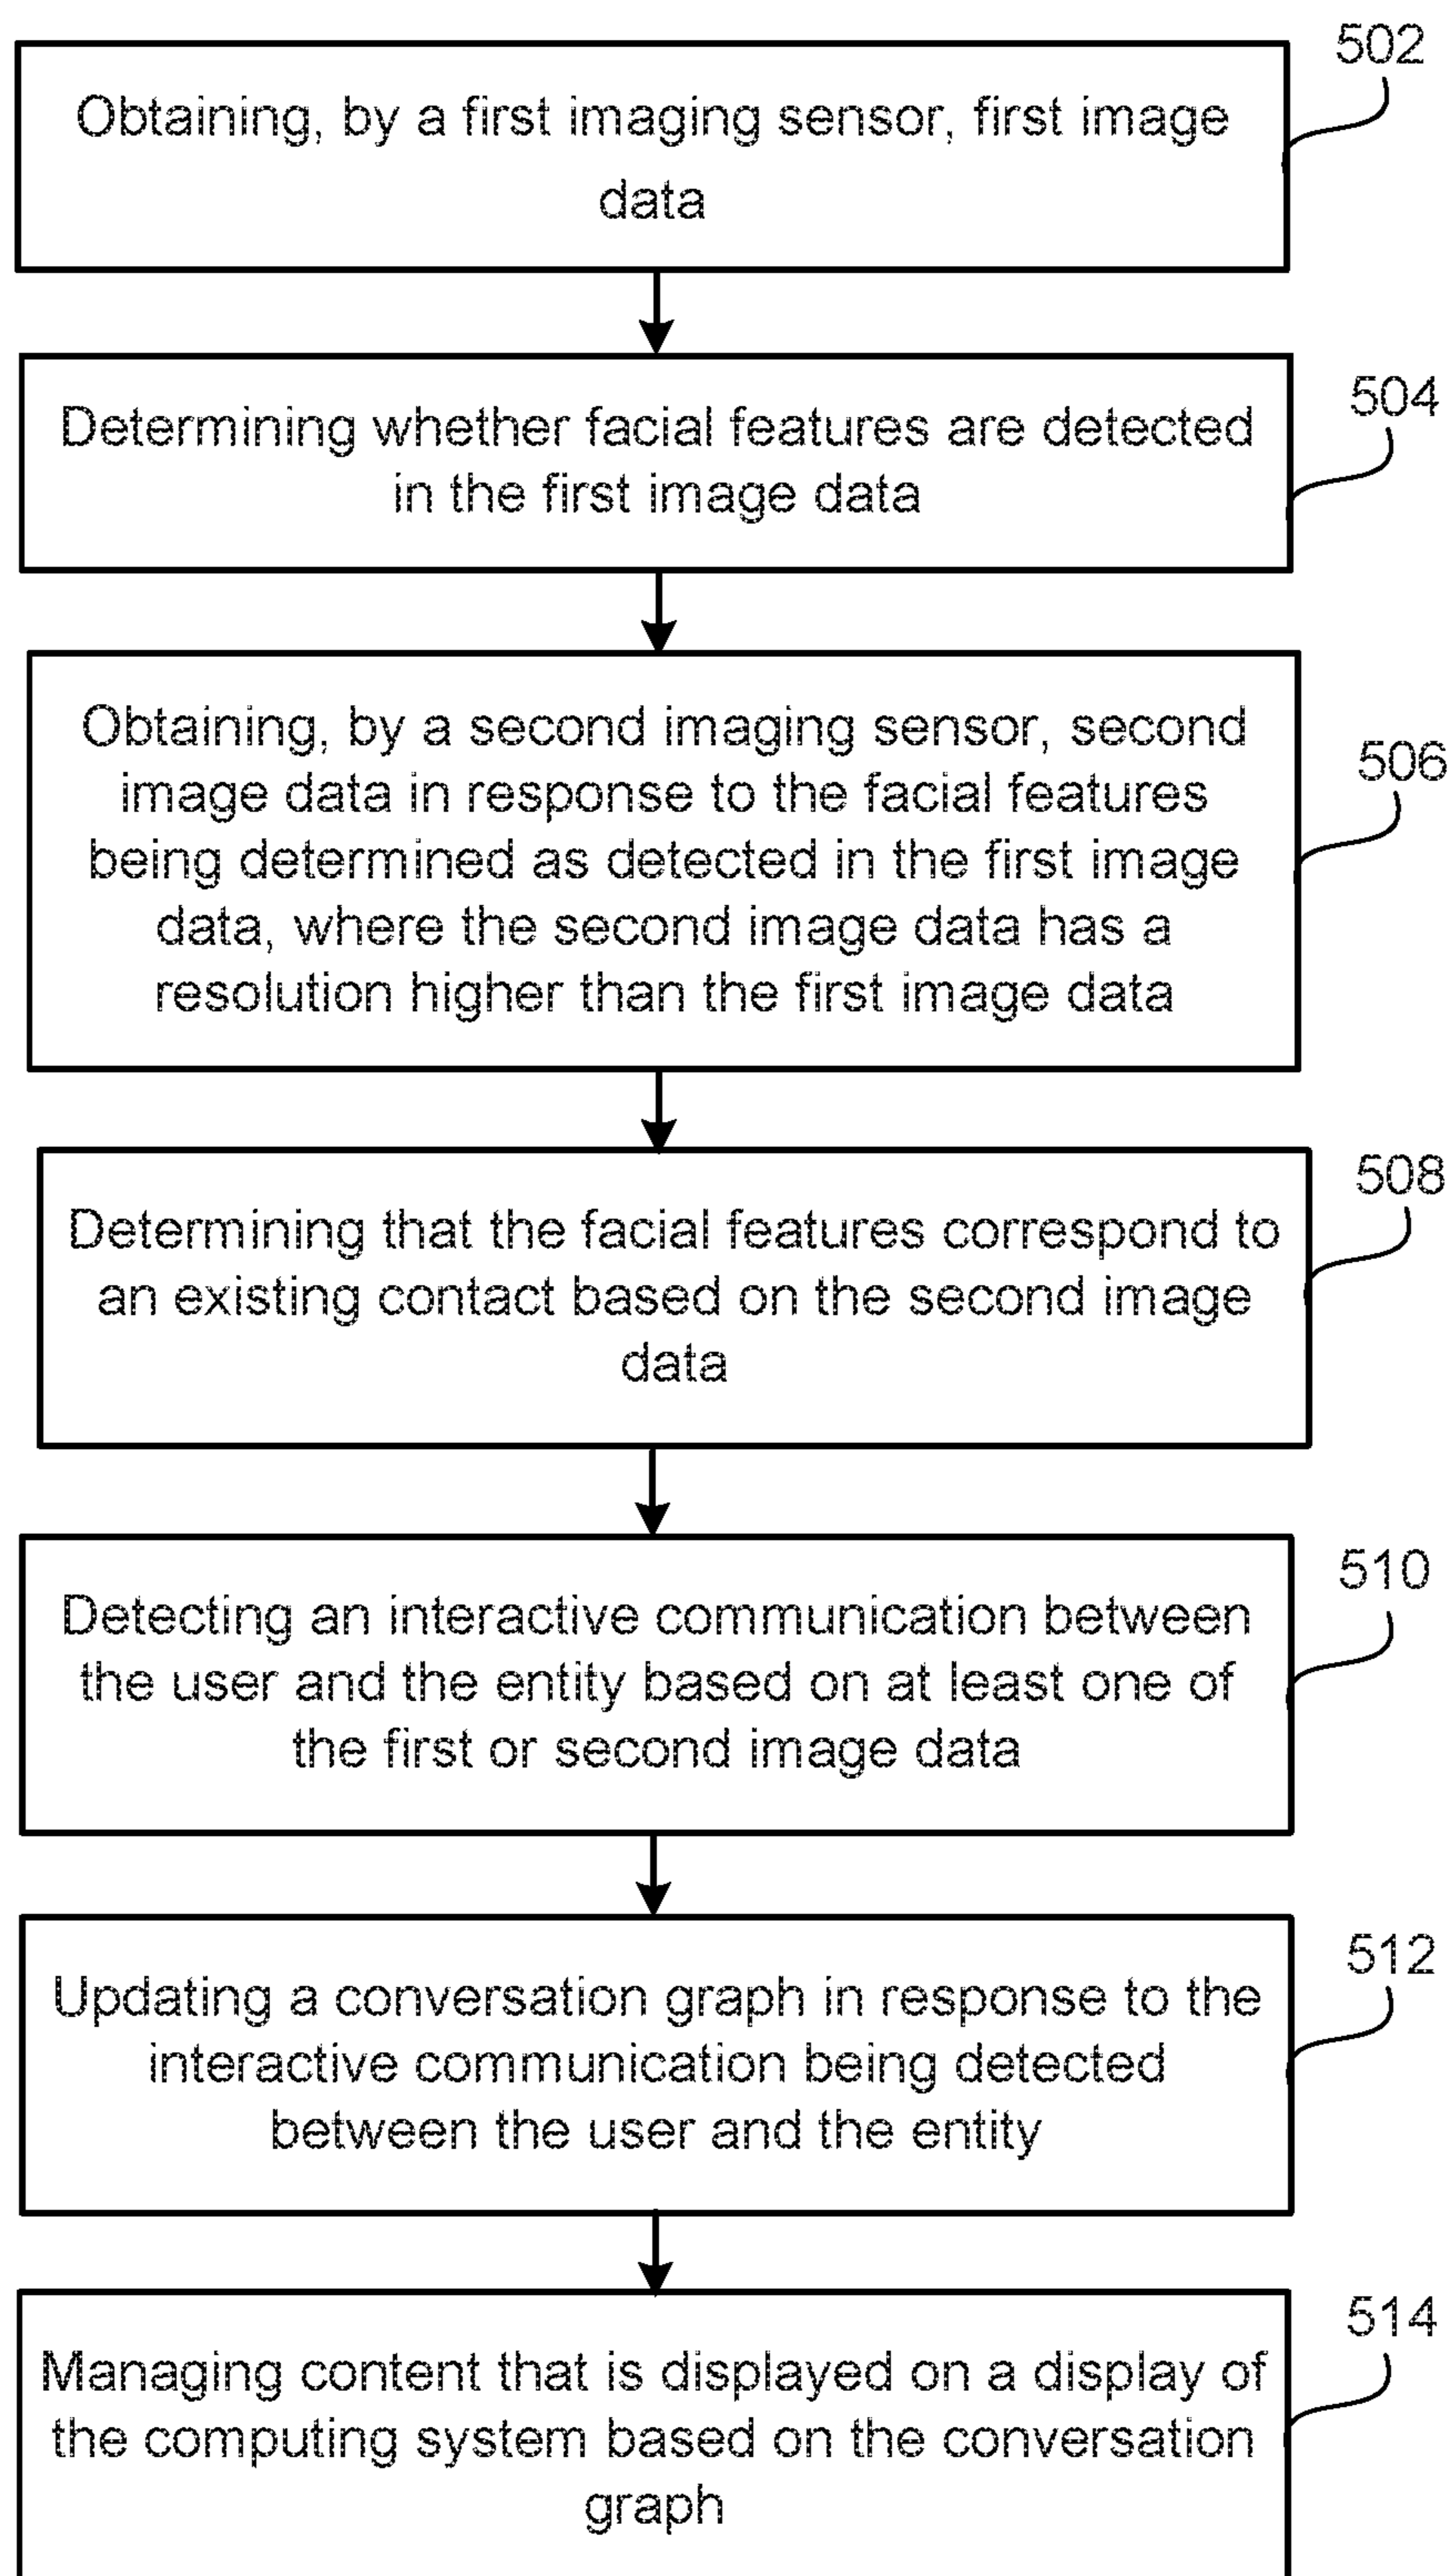 502
Obtaining, by a first imaging sensor, first image
data
504
Determining whether facial features are detected
in the first image data
506
Obtaining, by a second imaging sensor, second
image data in response to the facial features
being determined as detected in the first image
data, where the second image data has a
resolution higher than the first image data
508
Determining that the facial features correspond to
an existing contact based on the second image
data
510
Detecting an interactive communication between
the user and the entity based on at least one of
the first or second image data
512
Updating a conversation graph in response to the
interactive communication being detected
between the user and the entity
514
Managing content that is displayed on a display of
the computing system based on the conversation
graph